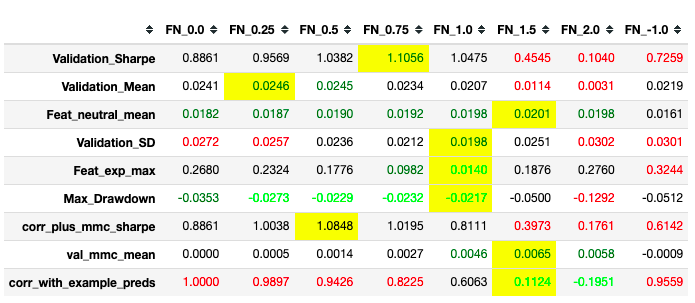 FN_0.0 FN_0.25 FN_0.5 FN_0.75 FN_1.0 FN_1.5 FN_2.0 FN_-1.0
Validation_Sharpe 0.8861 0.9569 1.0382 1.1056 1.0475 0.4545 0.1040 0.7259
Validation_Mean 0.0241 0.0246 0.0245 0.0234 0.0207 0.0114 0.0031 0.0219
Feat_neutral_mean 0.0182 0.0187 0.0190 0.0192 0.0198 0.0201 0.0198 0.0161
Validation_SD 0.0272 0.0257 0.0236 0.0212 0.0198 0.0251 0.0302 0.0301
Feat_exp_max 0.2680 0.2324 0.1776 0.0982 0.0140 0.1876 0.2760 0.3244
Max_Drawdown -0.0353 -0.0273 -0.0229 -0.0232 -0.0217 -0.0500 -0.1292 -0.0512
corr_plus_mmc_sharpe 0.8861 1.0038 1.0848 1.0195 0.8111 0.3973 0.1761 0.6142
val_mmc_mean 0.0000 0.0005 0.0014 0.0027 0.0046 0.0065 0.0058 -0.0009
corr_with_example_preds 1.0000 0.9897 0.9426 0.8225 0.6063 0.1124 -0.1951 0.9559